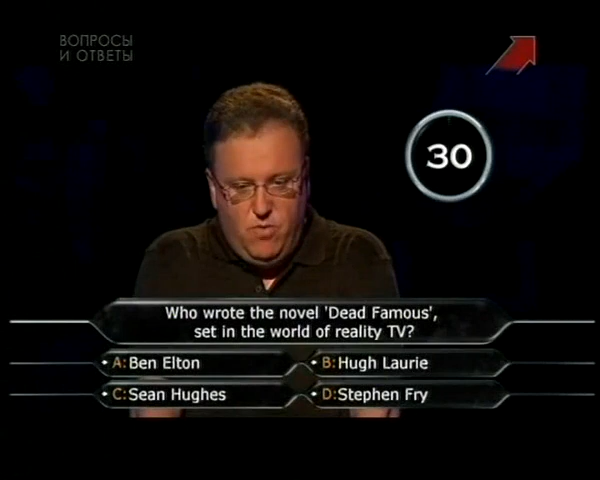 ВОПРОСЫ
И ОТВЕТЫ
30
Who wrote the novel 'Dead Famous',
set in the world of reality TV?
A: Ben Elton
B: Hugh Laurie
C: Sean Hughes
D: Stephen Fry